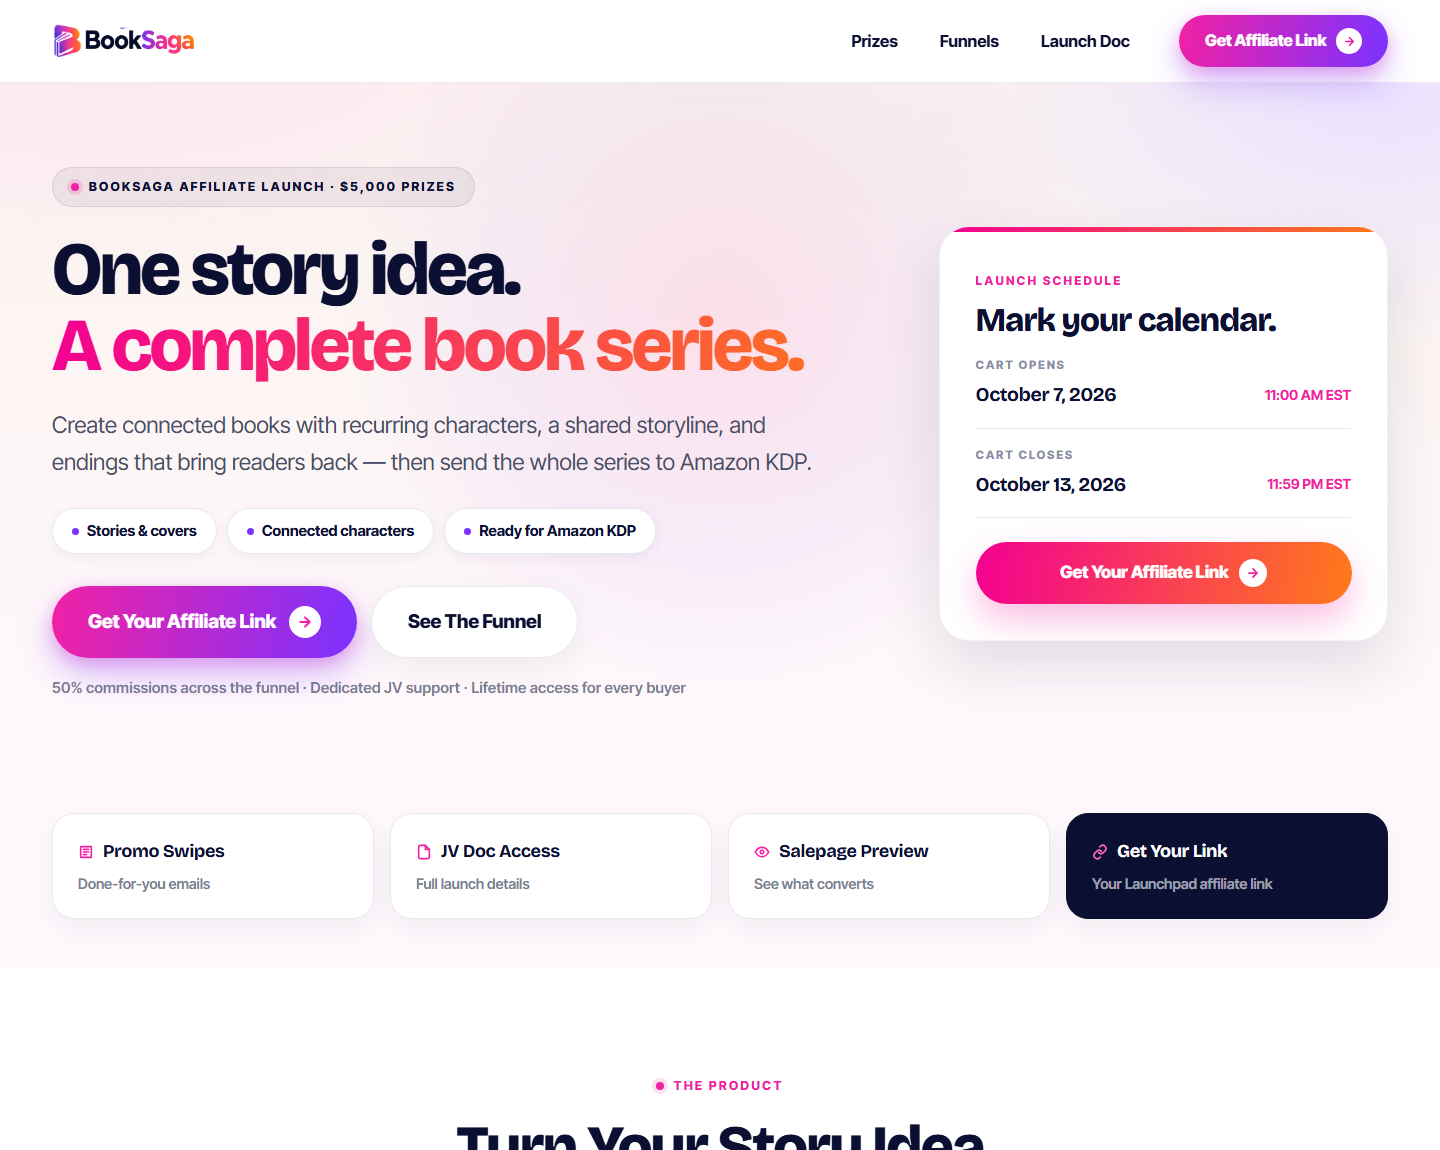 BookSaga
Prizes
Funnels
Launch Doc
Get Affiliate Link
BOOKSAGA AFFILIATE LAUNCH · $5,000 PRIZES
One story idea.
A complete book series.
Create connected books with recurring characters, a shared storyline, and
endings that bring readers back — then send the whole series to Amazon KDP.
Stories & covers
Connected characters
Ready for Amazon KDP
Get Your Affiliate Link
See The Funnel
50% commissions across the funnel · Dedicated JV support · Lifetime access for every buyer
LAUNCH SCHEDULE
Mark your calendar.
CART OPENS
October 7, 2026
11:00 AM EST
CART CLOSES
October 13, 2026
11:59 PM EST
Get Your Affiliate Link
Promo Swipes
Done-for-you emails
JV Doc Access
Full launch details
Salepage Preview
See what converts
Get Your Link
Your Launchpad affiliate link
THE PRODUCT
Turn Your Story Idea